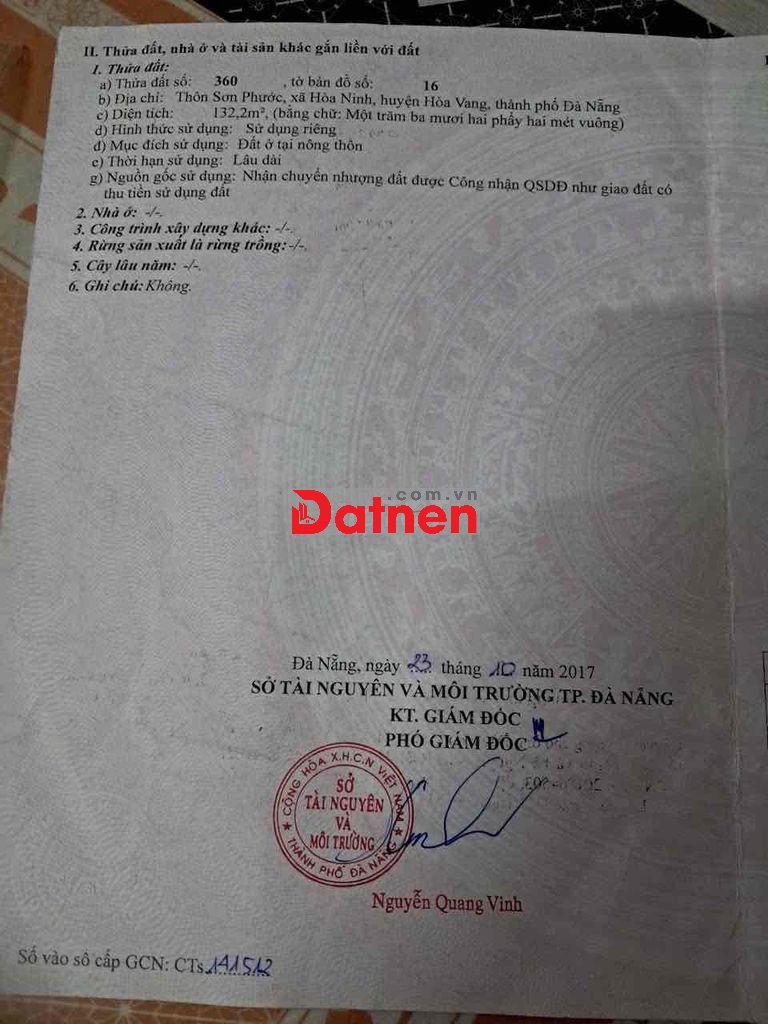 II. Thửa đất, nhà ở và tài sản khác gắn liền với đất
1. Thửa đất:
a) Thửa đất số: 360 , tờ bản đồ số: 16
b) Địa chỉ: Thôn Sơn Phước, xã Hòa Ninh, huyện Hòa Vang, thành phố Đà Nẵng
c) Diện tích: 132,2m², (bằng chữ: Một trăm ba mươi hai phẩy hai mét vuông)
d) Hình thức sử dụng: Sử dụng riêng
đ) Mục đích sử dụng: Đất ở tại nông thôn
e) Thời hạn sử dụng: Lâu dài
g) Nguồn gốc sử dụng: Nhận chuyển nhượng đất được Công nhận QSDĐ như giao đất có
thu tiền sử dụng đất
2. Nhà ở: -/-.
3. Công trình xây dựng khác: -/-.
4. Rừng sản xuất là rừng trồng: -/-.
5. Cây lâu năm: -/-.
6. Ghi chú: Không.
.com.vn
Datnen
Đà Nẵng, ngày 23 tháng 10 năm 2017
SỞ TÀI NGUYÊN VÀ MÔI TRƯỜNG TP. ĐÀ NẴNG
KT. GIÁM ĐỐC
PHÓ GIÁM ĐỐC
CỘNG HÒA X.H.C.N VIỆT NAM
SỞ
TÀI NGUYÊN
VÀ
MÔI TRƯỜNG
THÀNH PHỐ ĐÀ NẴNG
Nguyễn Quang Vinh
Số vào sổ cấp GCN: CTs 141512